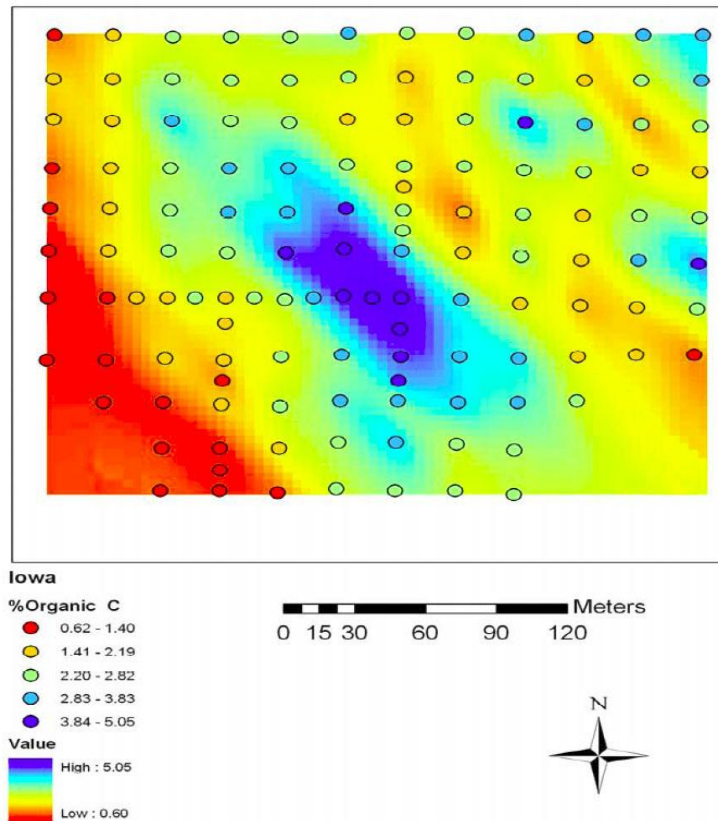 Iowa
%Organic C
0.62 - 1.40
1.41 - 2.19
2.20 - 2.82
2.83 - 3.83
3.84 - 5.05
Value
High : 5.05
Low : 0.60
Meters
0 15 30 60 90 120
N